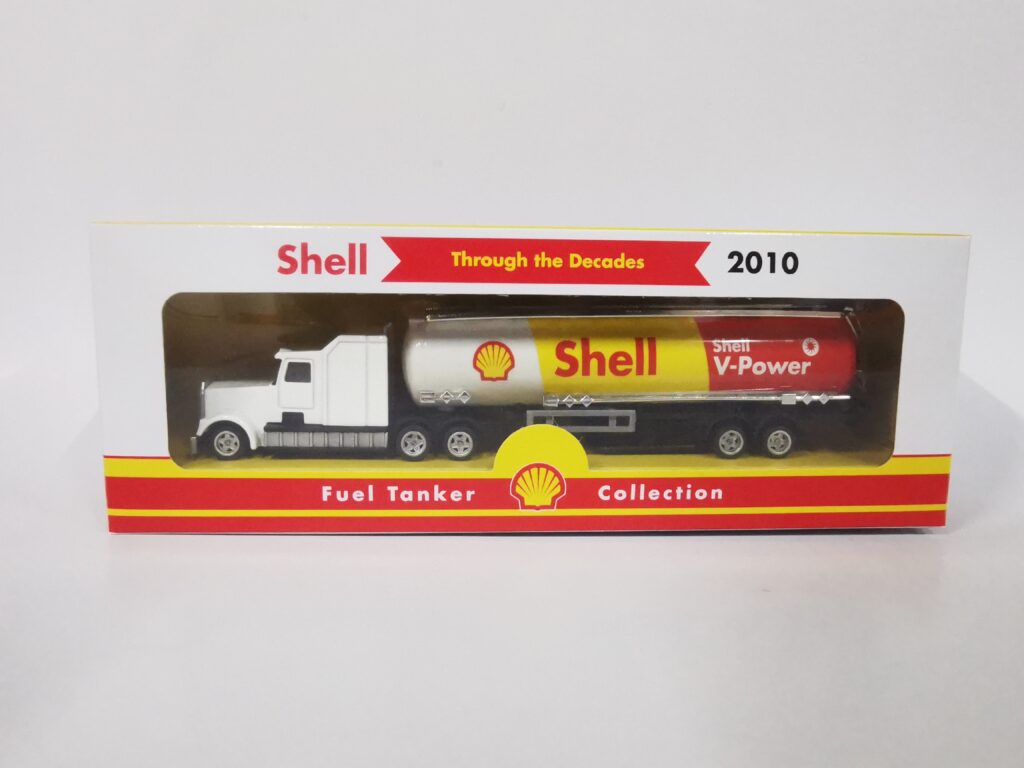 Shell Through the Decades 2010
Shell
Shell
V-Power
Fuel Tanker Collection